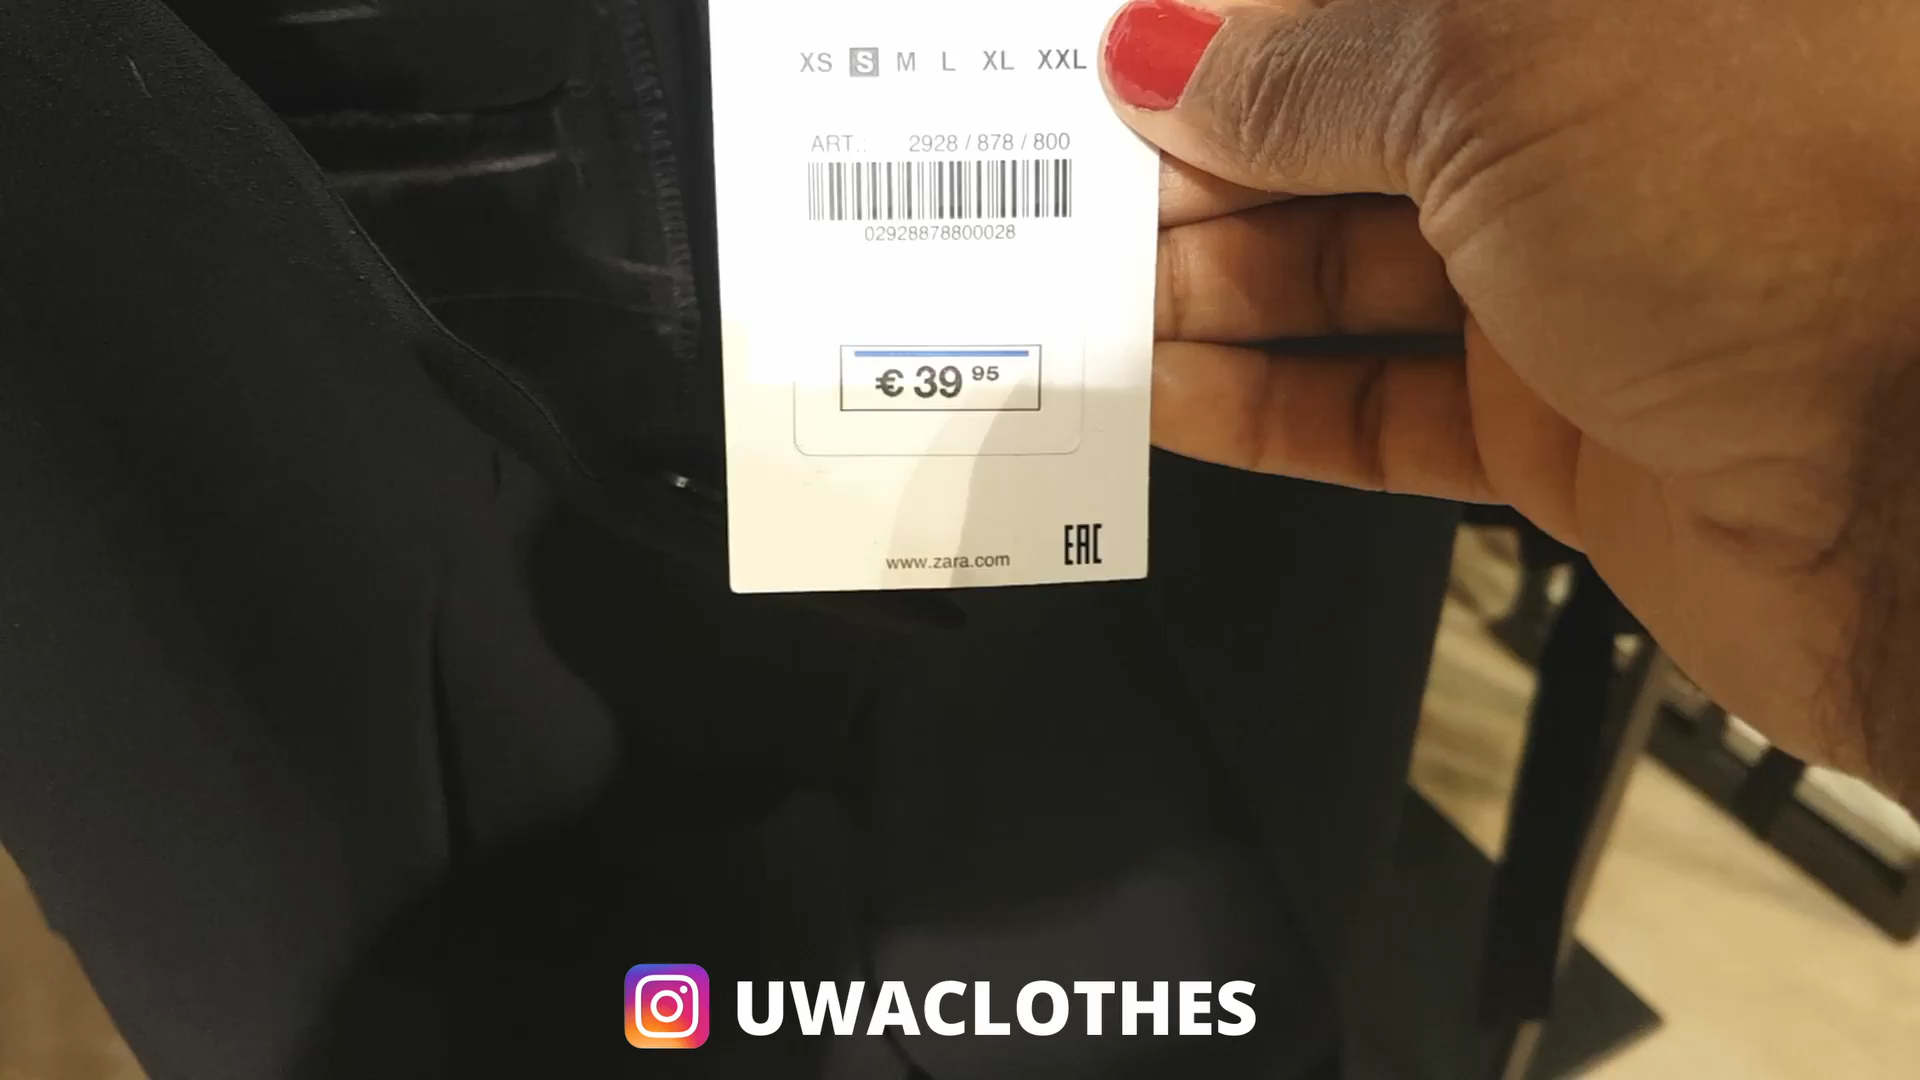 XS S M L XL XXL
ART.: 2928 / 878 / 800
02928878800028
€ 39 95
www.zara.com
EAC
UWACLOTHES